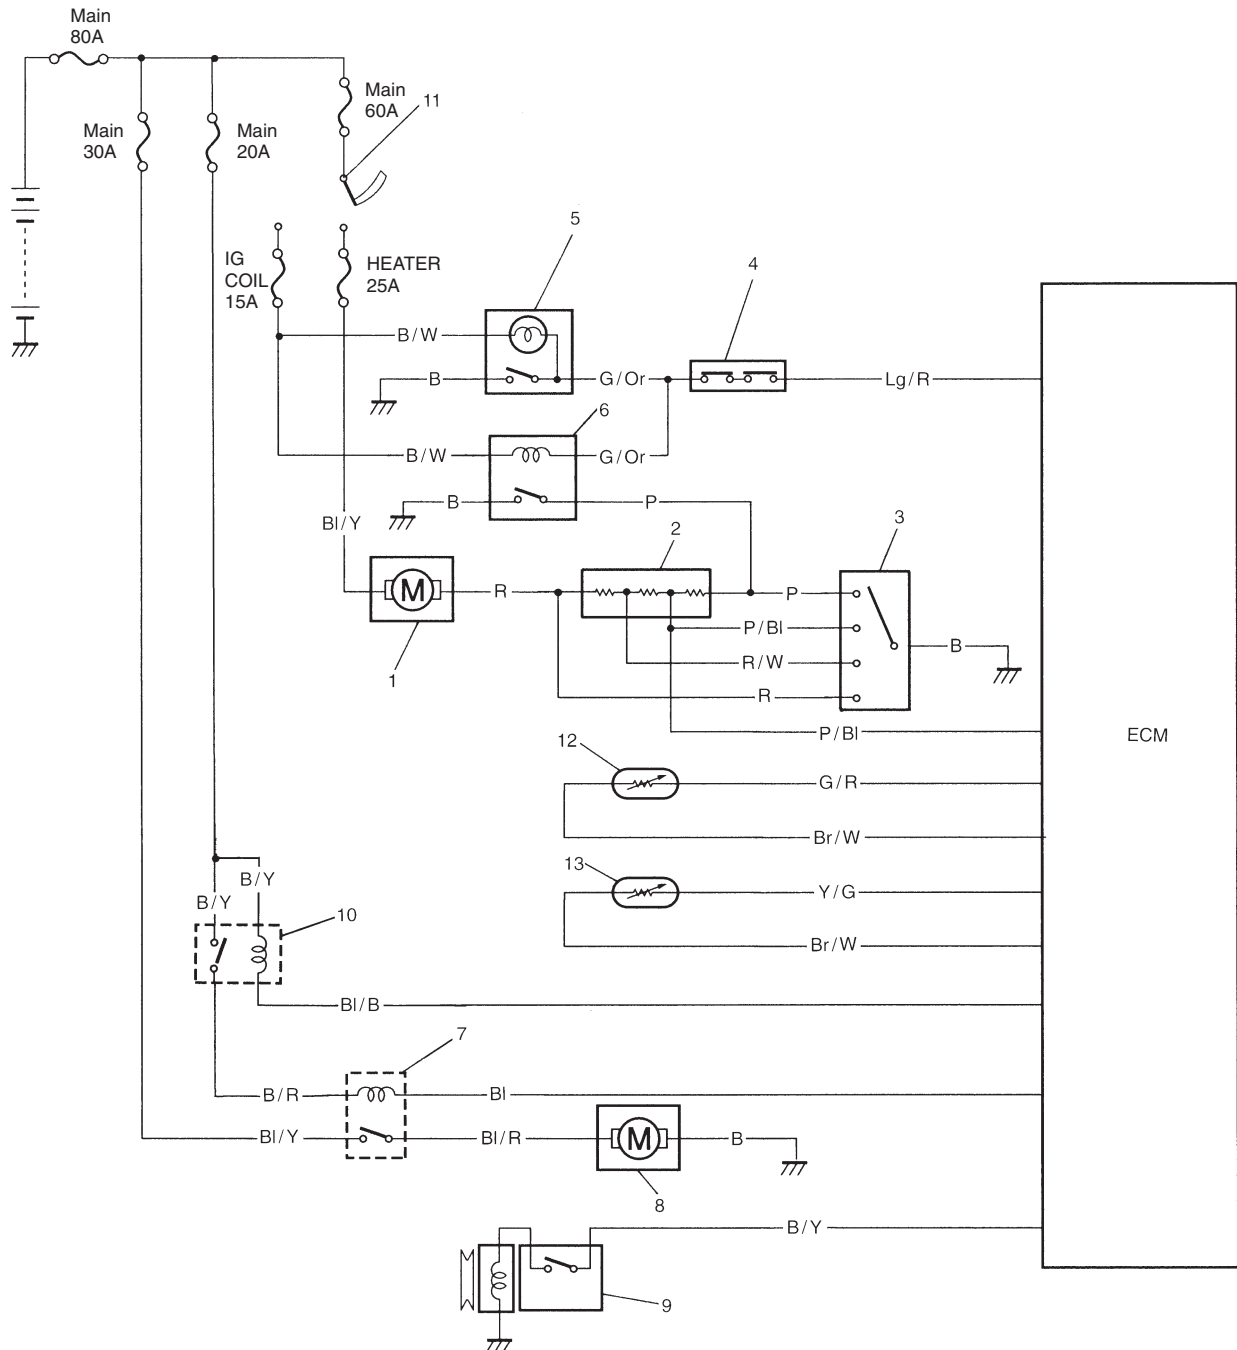 Main
80A
Main
60A
11
Main
30A
Main
20A
5
4
IG
COIL
15A
HEATER
25A
B/W
B
G/Or
Lg/R
6
B/W
G/Or
B
P
Bl/Y
2
3
M
R
P
P/Bl
B
R/W
1
R
P/Bl
ECM
12
G/R
Br/W
13
B/Y
Y/G
B/Y
10
Br/W
Bl/B
7
B/R
Bl
Bl/Y
Bl/R
M
B
8
B/Y
9